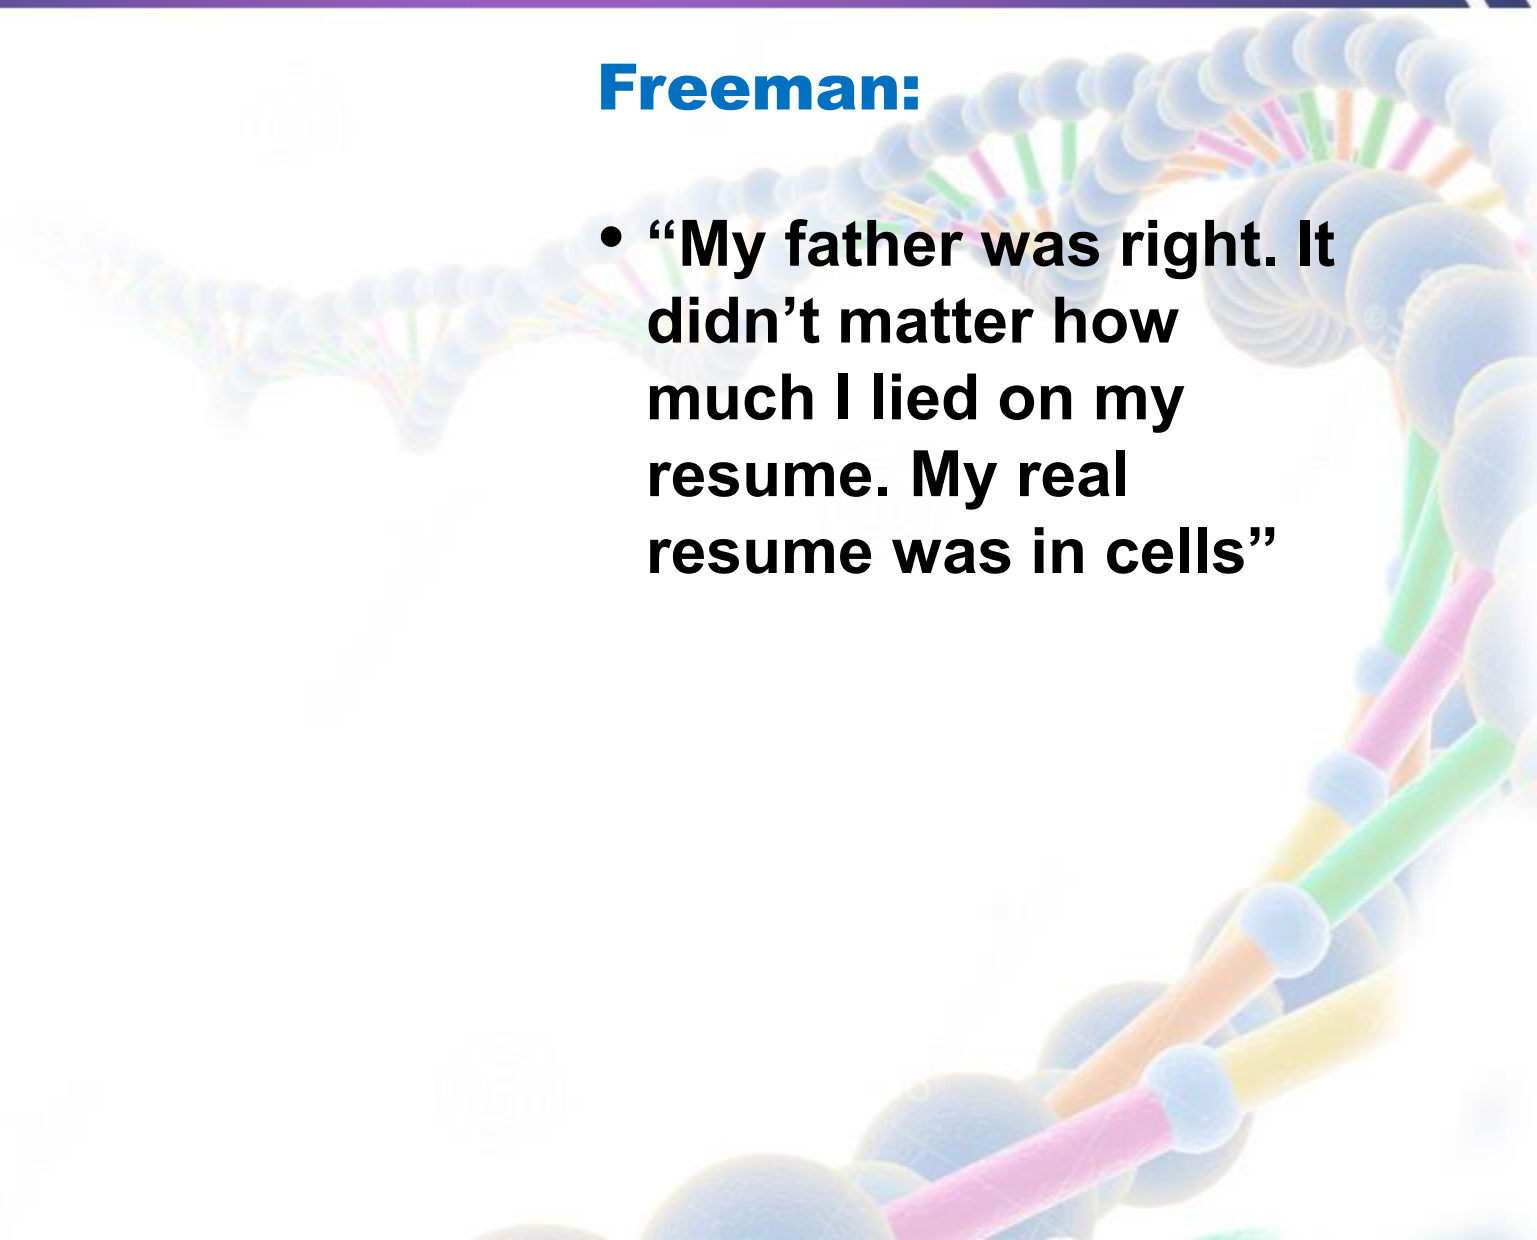 Freeman:
• “My father was right. It
didn’t matter how
much I lied on my
resume. My real
resume was in cells”